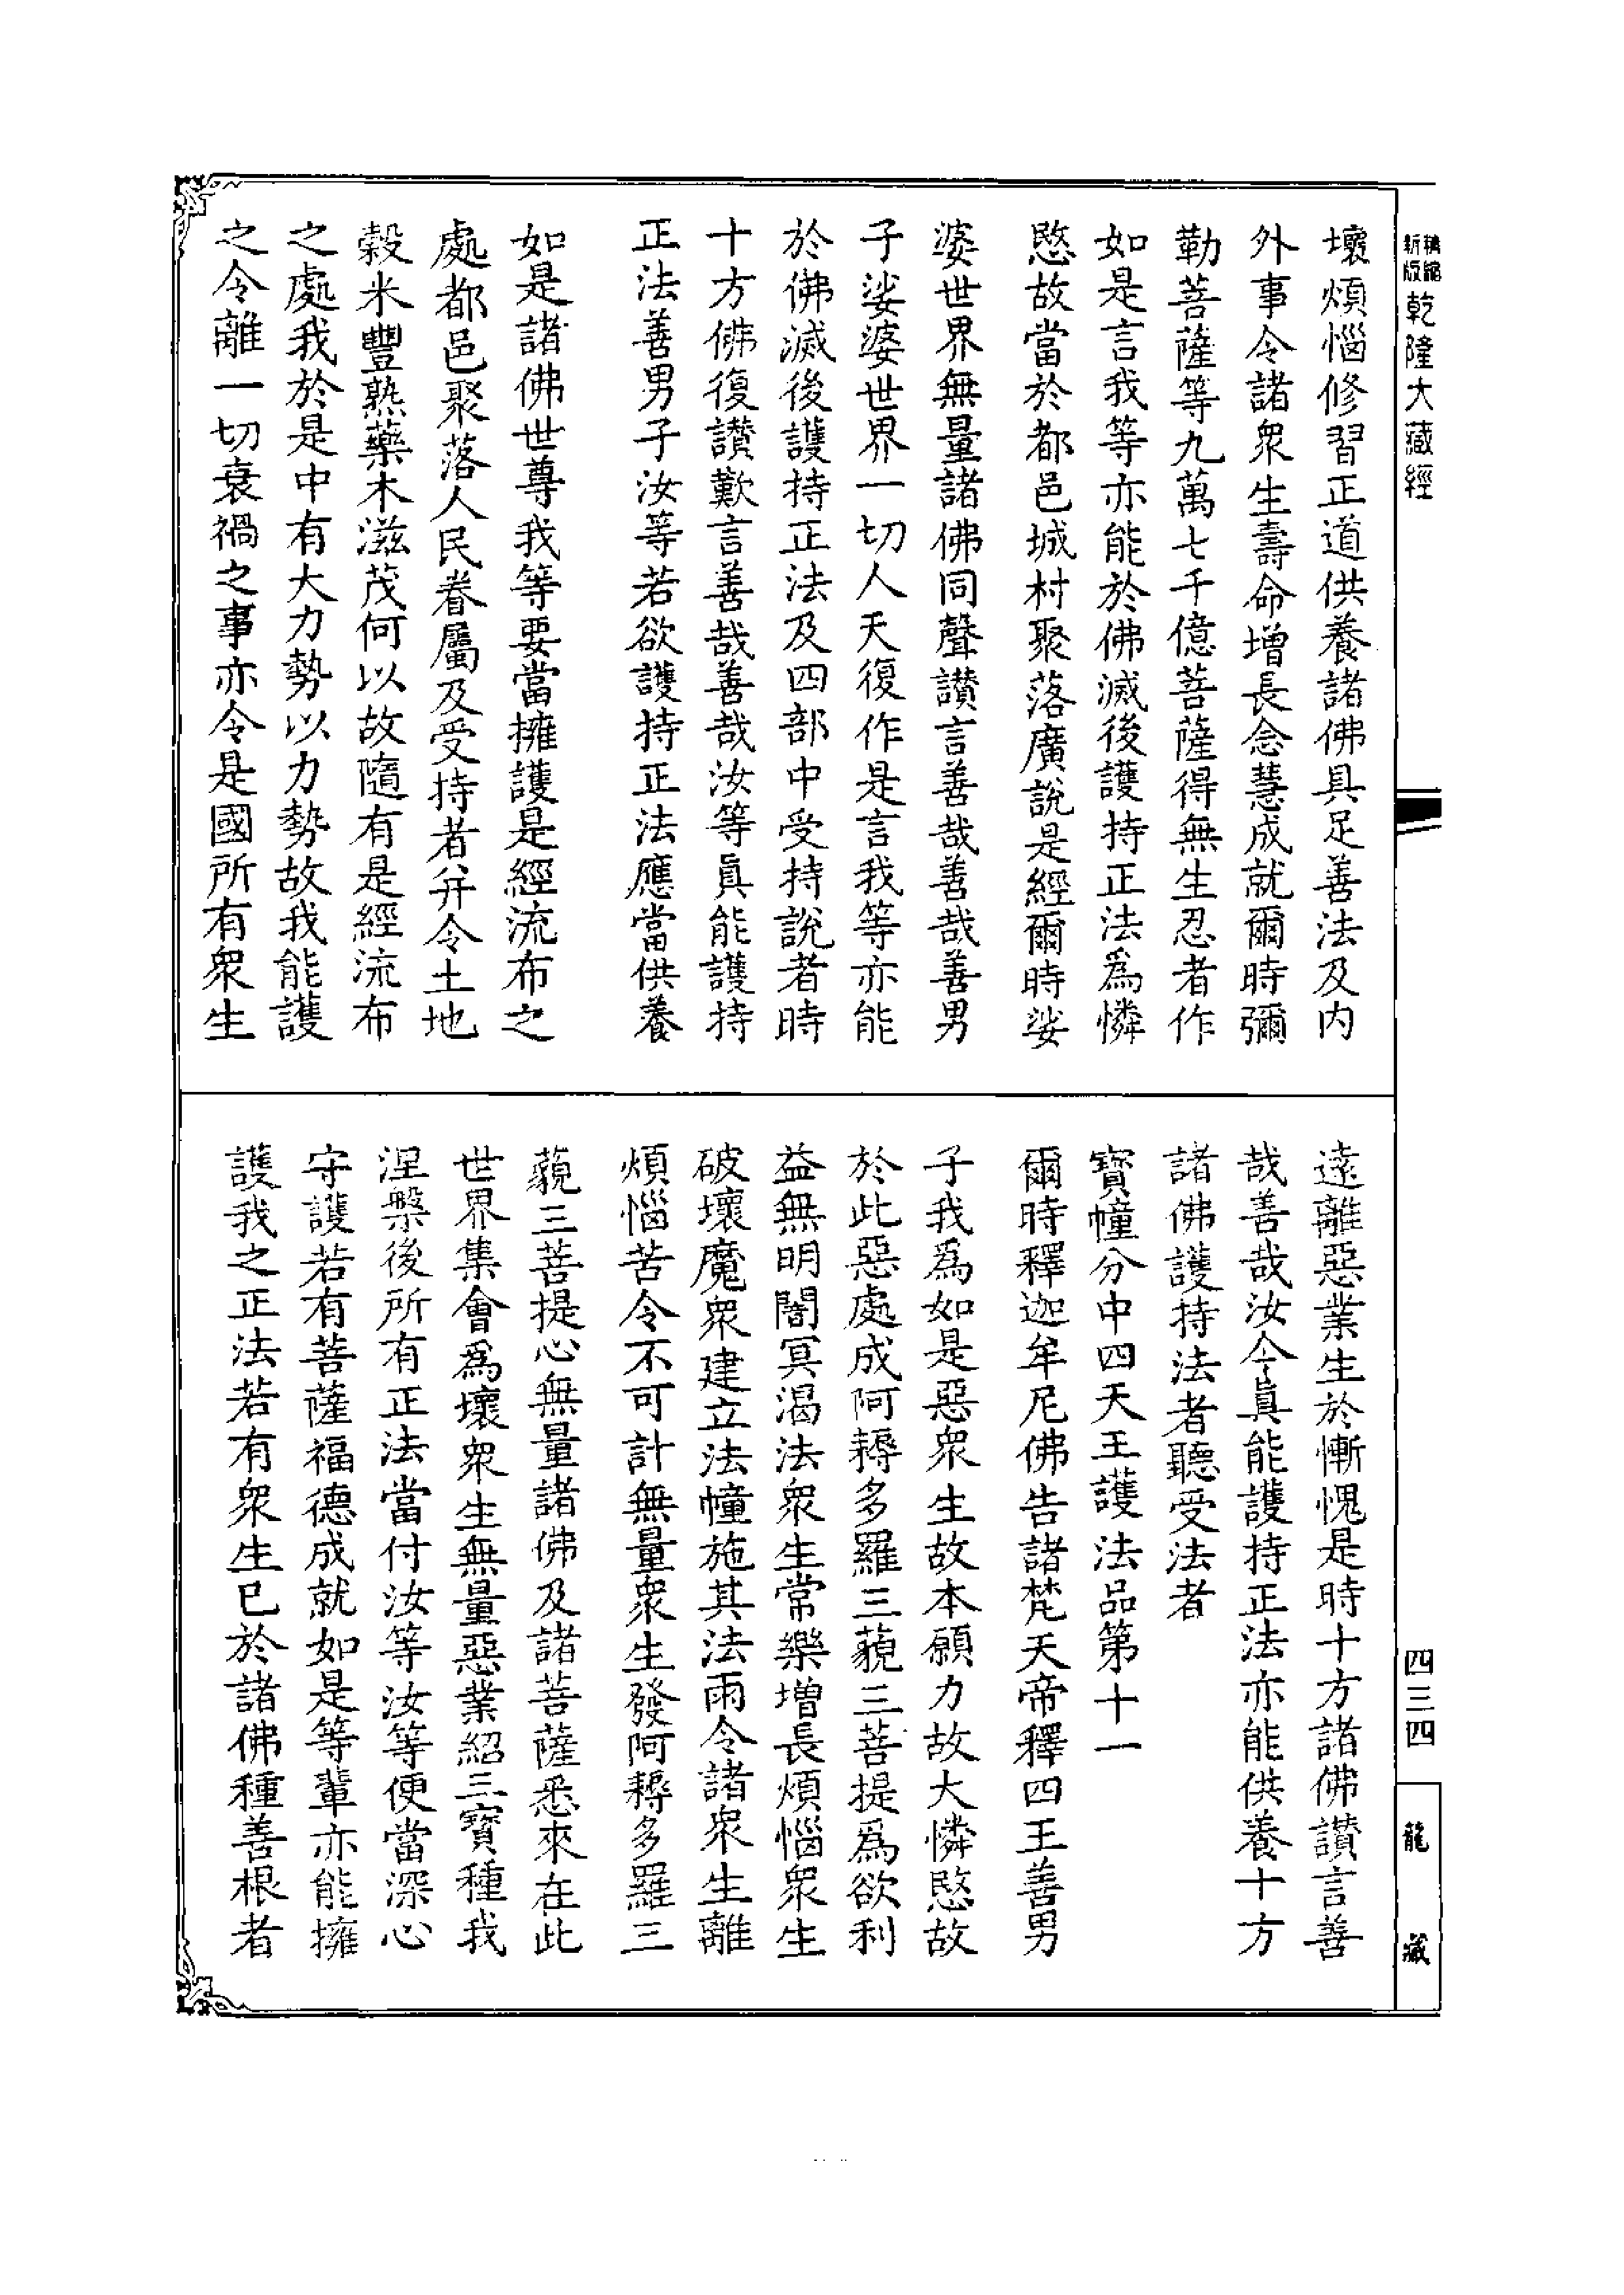 精縮
新版
乾隆大藏經
壞煩惱修習正道供養諸佛具足善法及内
外事令諸衆生壽命增長念慧成就爾時彌
勒菩薩等九萬七千億菩薩得無生忍者作
如是言我等亦能於佛滅後護持正法爲憐
愍故當於都邑城村聚落廣說是經爾時娑
婆世界無量諸佛同聲讃言善哉善哉善男
子娑婆世界一切人天復作是言我等亦能
於佛滅後護持正法及四部中受持說者時
十方佛復讃歎言善哉善哉汝等眞能護持
正法善男子汝等若欲護持正法應當供養
如是諸佛世尊我等要當擁護是經流布之
處都邑聚落人民眷屬及受持者并令土地
穀米豐熟藥木滋茂何以故隨有是經流布
之處我於是中有大力勢以力勢故我能護
之令離一切衰禍之事亦令是國所有衆生
遠離惡業生於慚愧是時十方諸佛讃言善
哉善哉汝今眞能護持正法亦能供養十方
諸佛護持法者聽受法者
寶幢分中四天王護法品第十一
爾時釋迦牟尼佛告諸梵天帝釋四王善男
子我爲如是惡衆生故本願力故大憐愍故
於此惡處成阿耨多羅三藐三菩提爲欲利
益無明闇冥渴法衆生常樂增長煩惱衆生
破壞魔衆建立法幢施其法雨令諸衆生離
煩惱苦令不可計無量衆生發阿耨多羅三
藐三菩提心無量諸佛及諸菩薩悉來在此
世界集會爲壞衆生無量惡業紹三寶種我
涅槃後所有正法當付汝等汝等便當深心
守護若有菩薩福德成就如是等輩亦能擁
護我之正法若有衆生已於諸佛種善根者
四三四
龍藏